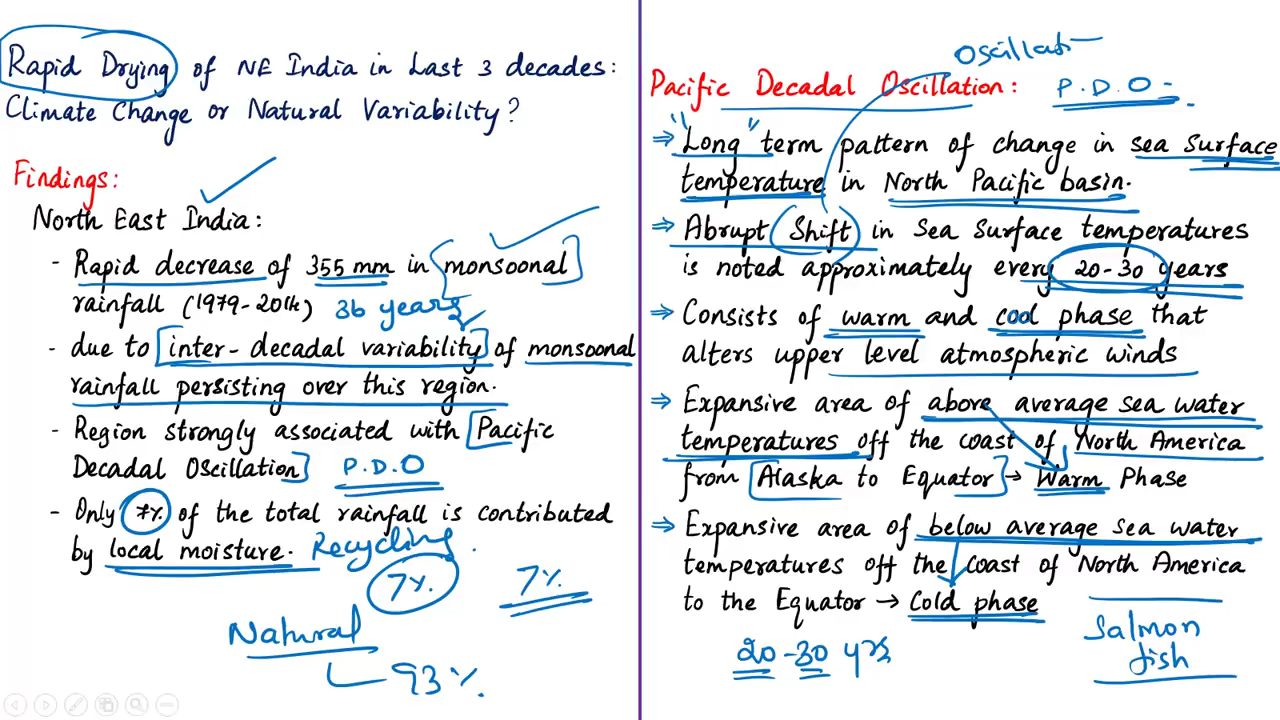 Rapid Drying of NE India in Last 3 decades:
Climate Change or Natural Variability?
Findings:
North East India:
- Rapid decrease of 355 mm in monsoonal
rainfall (1979-2014) 36 years
- due to inter-decadal variability of monsoonal
rainfall persisting over this region.
- Region strongly associated with Pacific
Decadal Oscillation P.D.O
- Only 7% of the total rainfall is contributed
by local moisture. Recycling.
7%. 7%
Natural
93%.
Oscillat
Pacific Decadal Oscillation: P.D.O-
⇒ "Long" term pattern of change in sea surface
temperature in North Pacific basin.
⇒ Abrupt Shift in Sea Surface temperatures
is noted approximately every 20-30 years
⇒ Consists of warm and cool phase that
alters upper level atmospheric winds
⇒ Expansive area of above average sea water
temperatures off the coast of North America
from Alaska to Equator → Warm Phase
⇒ Expansive area of below average sea water
temperatures off the coast of North America
to the Equator → Cold phase
20-30 yrs
Salmon
fish